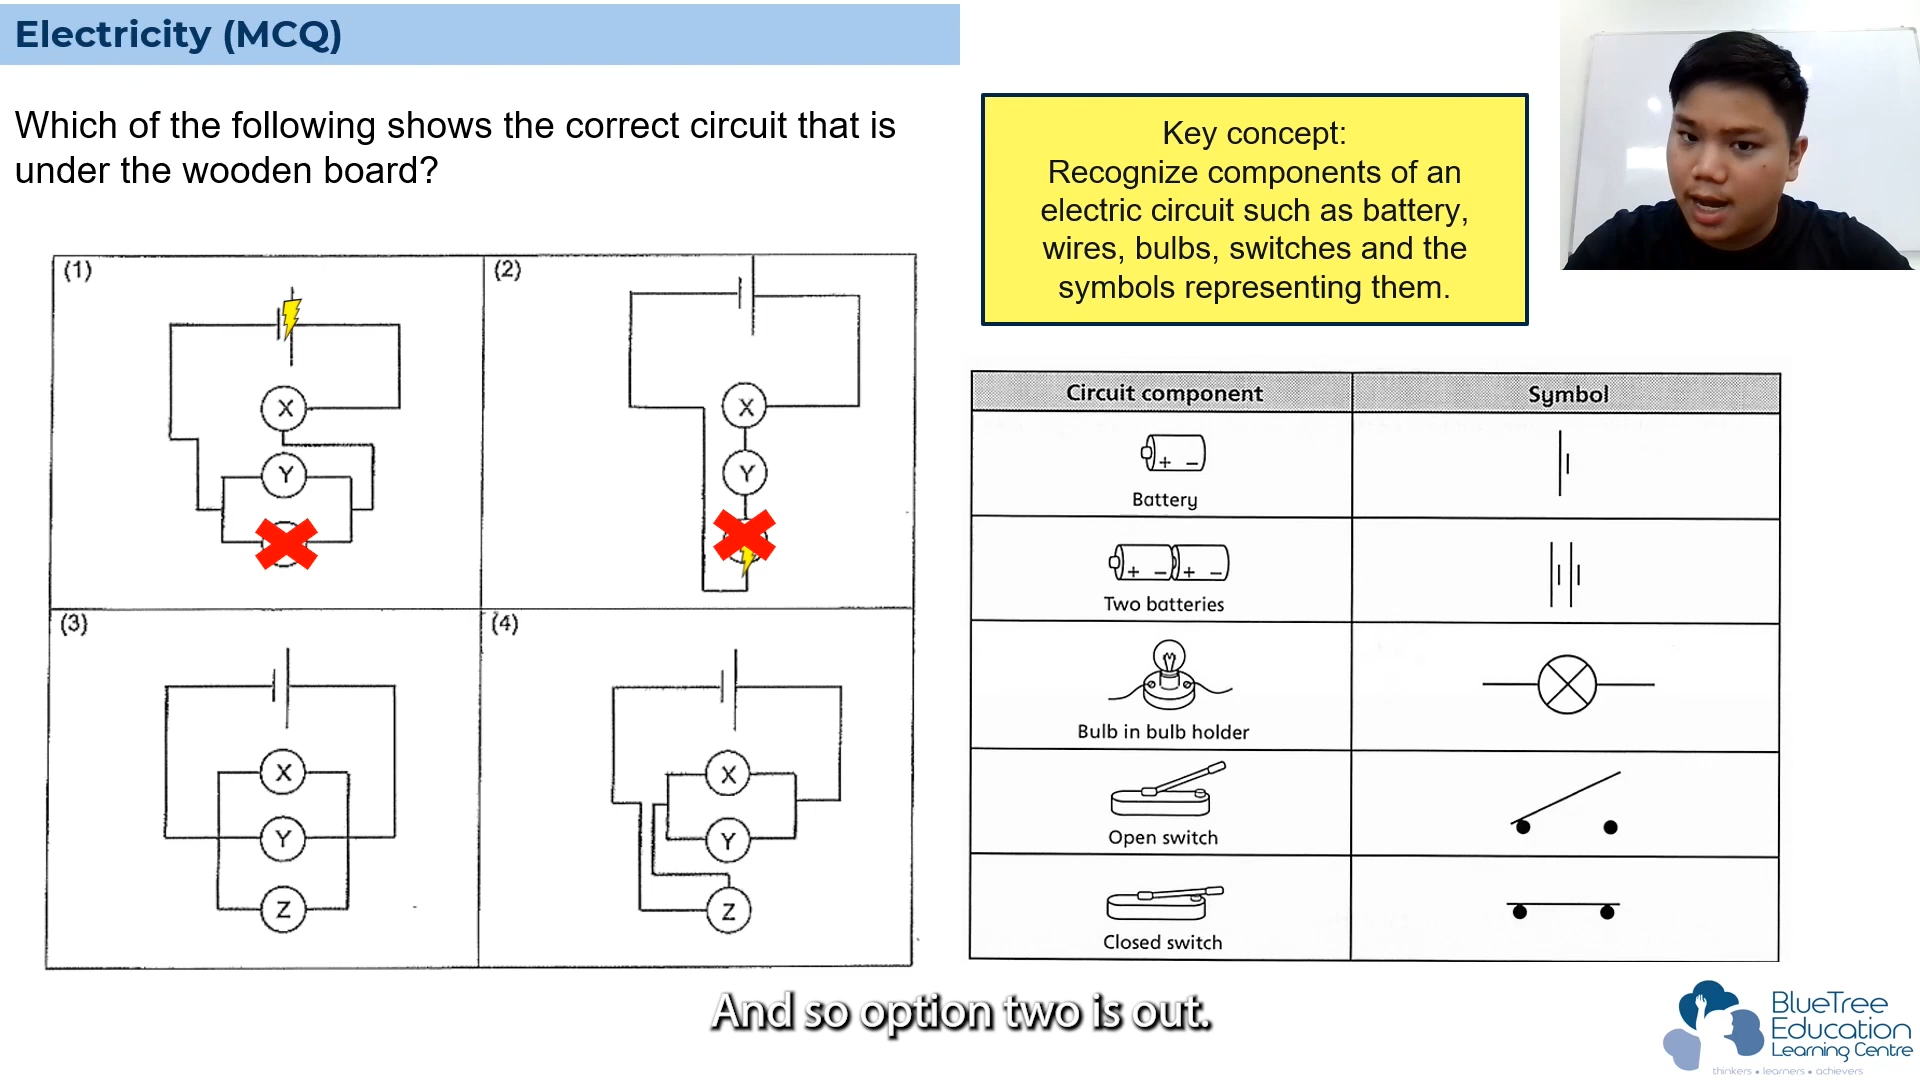 Electricity (MCQ)
Which of the following shows the correct circuit that is
under the wooden board?
Key concept:
Recognize components of an
electric circuit such as battery,
wires, bulbs, switches and the
symbols representing them.
(1)
X
Y
(2)
X
Y
(3)
X
Y
Z
(4)
X
Y
Z
Circuit component
Symbol
+ −
Battery
+ − + −
Two batteries
Bulb in bulb holder
Open switch
Closed switch
And so option two is out.
BlueTree
Education
Learning Centre
thinkers • learners • achievers